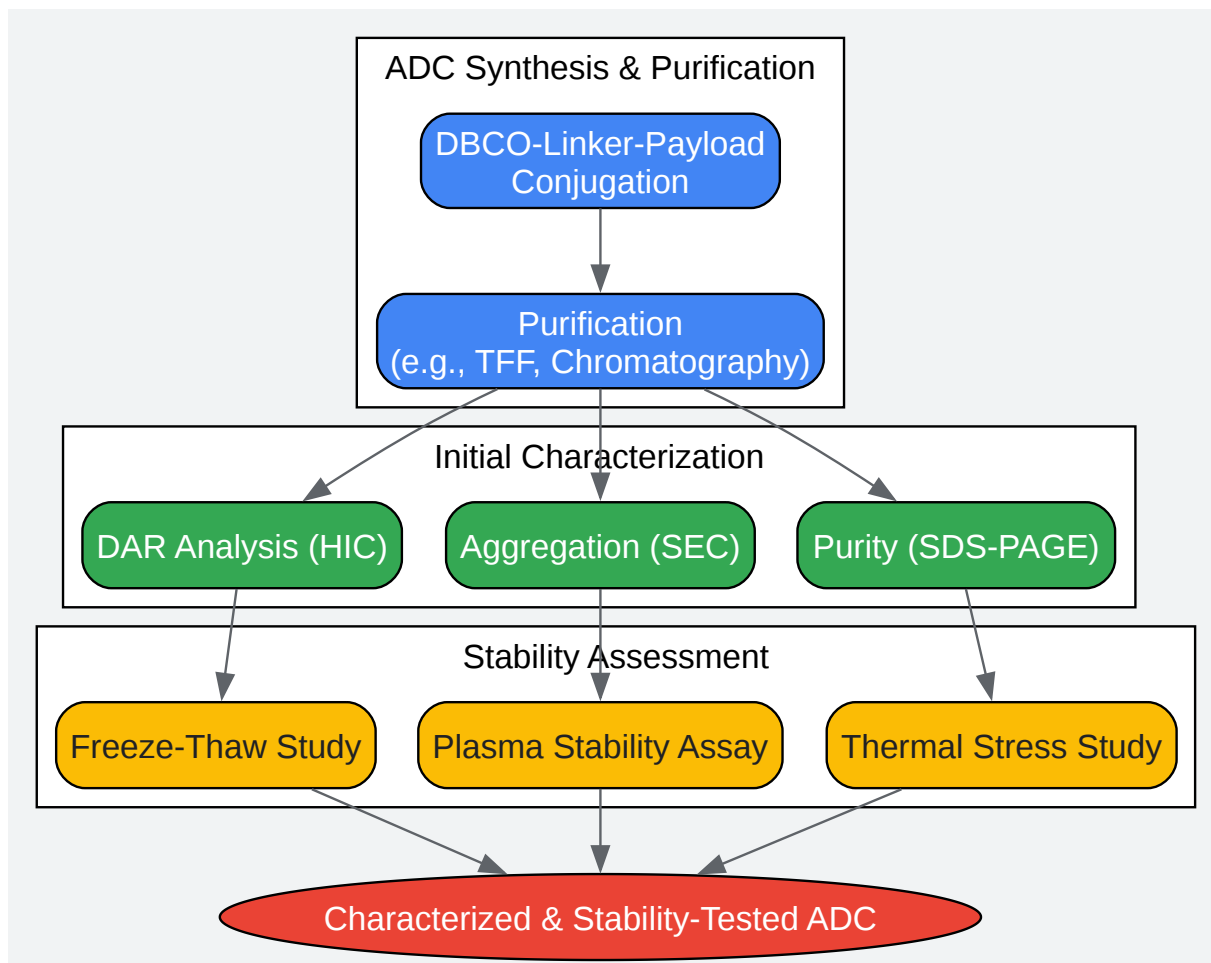 ADC Synthesis & Purification
DBCO-Linker-Payload
Conjugation
Purification
(e.g., TFF, Chromatography)
Initial Characterization
DAR Analysis (HIC)
Aggregation (SEC)
Purity (SDS-PAGE)
Stability Assessment
Freeze-Thaw Study
Plasma Stability Assay
Thermal Stress Study
Characterized & Stability-Tested ADC